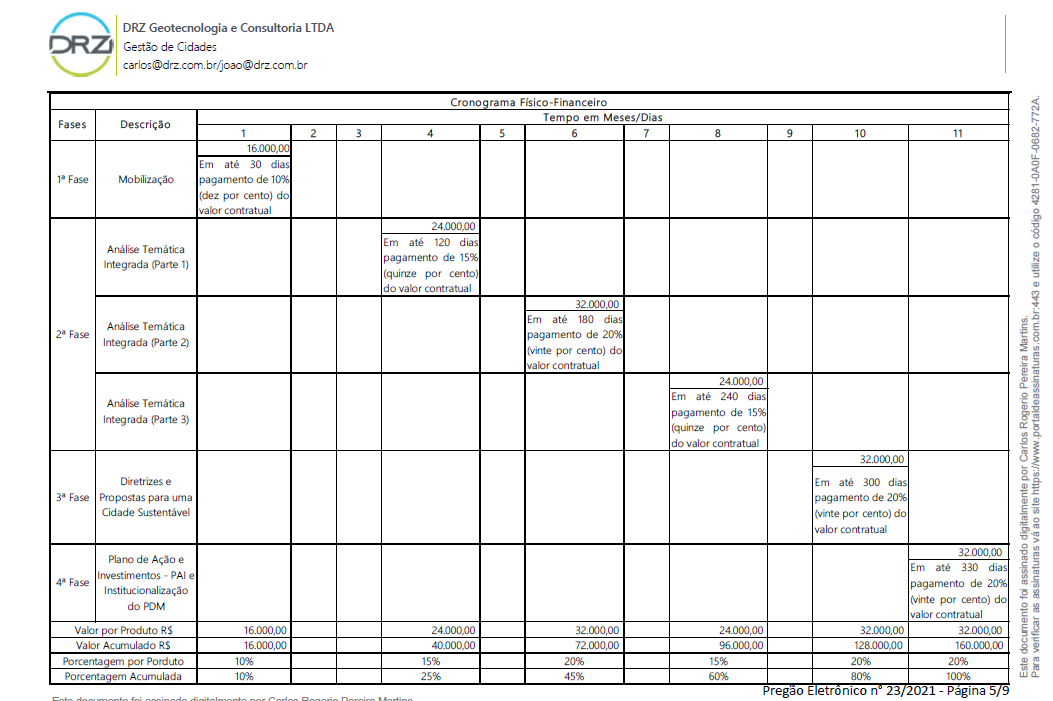 DRZ
DRZ Geotecnologia e Consultoria LTDA
Gestão de Cidades
carlos@drz.com.br/joao@drz.com.br
Cronograma Físico-Financeiro
Fases
Descrição
Tempo em Meses/Dias
1 2 3 4 5 6 7 8 9 10 11
1ª Fase
Mobilização
16.000,00
Em até 30 dias
pagamento de 10%
(dez por cento) do
valor contratual
2ª Fase
Análise Temática
Integrada (Parte 1)
24.000,00
Em até 120 dias
pagamento de 15%
(quinze por cento)
do valor contratual
Análise Temática
Integrada (Parte 2)
32.000,00
Em até 180 dias
pagamento de 20%
(vinte por cento) do
valor contratual
Análise Temática
Integrada (Parte 3)
24.000,00
Em até 240 dias
pagamento de 15%
(quinze por cento)
do valor contratual
3ª Fase
Diretrizes e
Propostas para uma
Cidade Sustentável
32.000,00
Em até 300 dias
pagamento de 20%
(vinte por cento) do
valor contratual
4ª Fase
Plano de Ação e
Investimentos - PAI e
Institucionalização
do PDM
32.000,00
Em até 330 dias
pagamento de 20%
(vinte por cento) do
valor contratual
Valor por Produto R$ 16.000,00 24.000,00 32.000,00 24.000,00 32.000,00 32.000,00
Valor Acumulado R$ 16.000,00 40.000,00 72.000,00 96.000,00 128.000,00 160.000,00
Porcentagem por Porduto 10% 15% 20% 15% 20% 20%
Porcentagem Acumulada 10% 25% 45% 60% 80% 100%
Pregão Eletrônico n° 23/2021 - Página 5/9
Este documento foi assinado digitalmente por Carlos Rogerio Pereira Martins.
Este documento foi assinado digitalmente por Carlos Rogerio Pereira Martins.
Para verificar as assinaturas vá ao site https://www.portaldeassinaturas.com.br:443 e utilize o código 4281-0A0F-0682-772A.